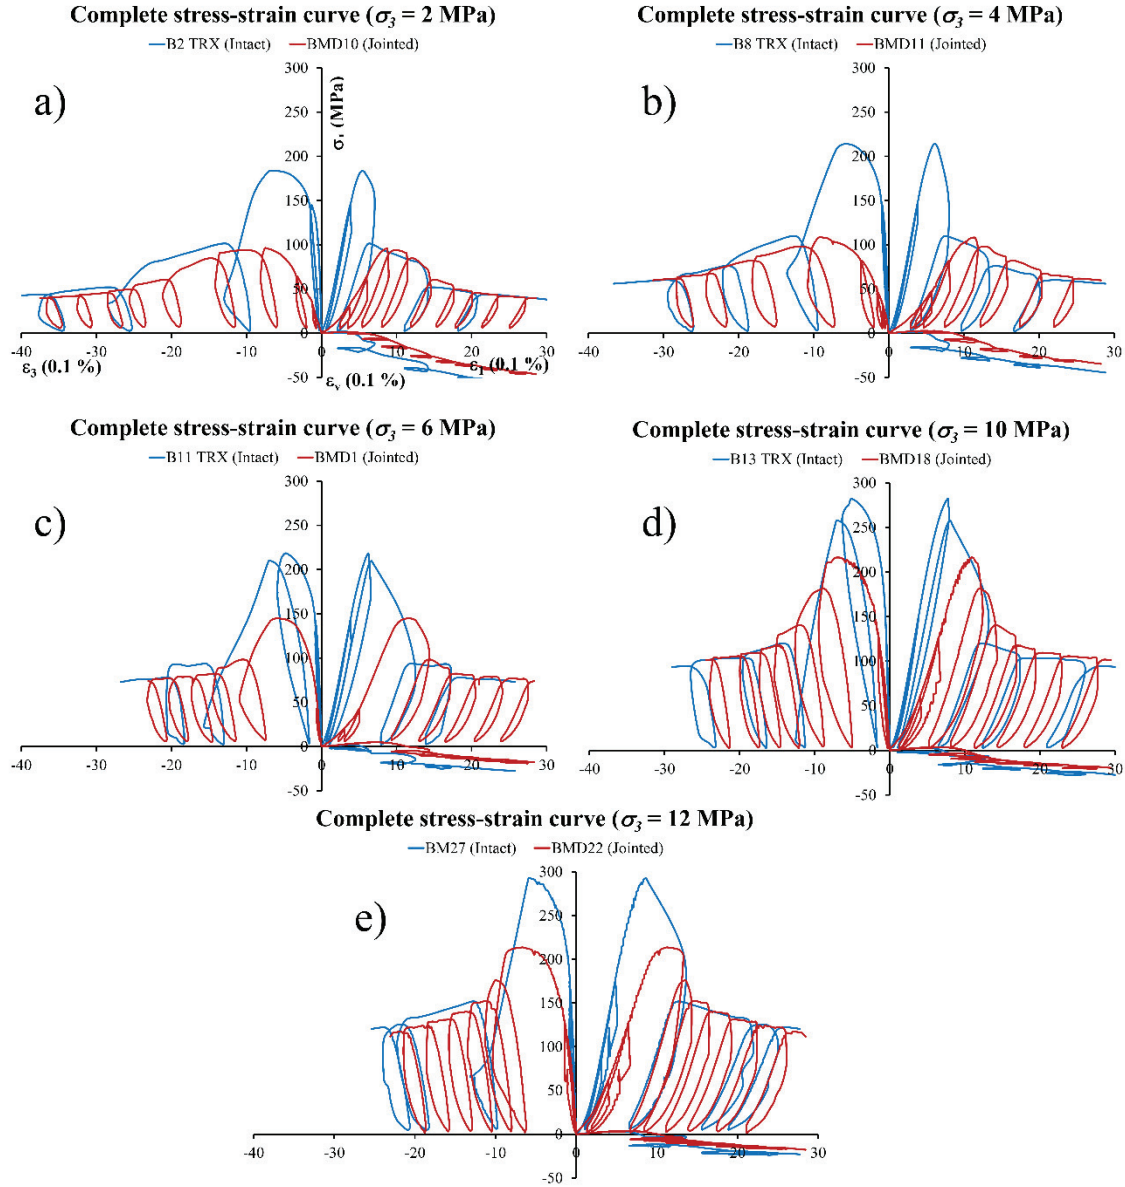 Complete stress-strain curve (σ3 = 2 MPa)
B2 TRX (Intact) BMD10 (Jointed)
a)
300
250
200
150
100
50
0
-50
-40 -30 -20 -10 0 10 20 30
σ1 (MPa)
ε3 (0.1 %)
εv (0.1 %)
ε1 (0.1 %)
Complete stress-strain curve (σ3 = 4 MPa)
B8 TRX (Intact) BMD11 (Jointed)
b)
300
250
200
150
100
50
0
-50
-40 -30 -20 -10 0 10 20 30
Complete stress-strain curve (σ3 = 6 MPa)
B11 TRX (Intact) BMD1 (Jointed)
c)
300
250
200
150
100
50
0
-50
-40 -30 -20 -10 0 10 20 30
Complete stress-strain curve (σ3 = 10 MPa)
B13 TRX (Intact) BMD18 (Jointed)
d)
300
250
200
150
100
50
0
-50
-40 -30 -20 -10 0 10 20 30
Complete stress-strain curve (σ3 = 12 MPa)
BM27 (Intact) BMD22 (Jointed)
e)
300
250
200
150
100
50
0
-50
-40 -30 -20 -10 0 10 20 30